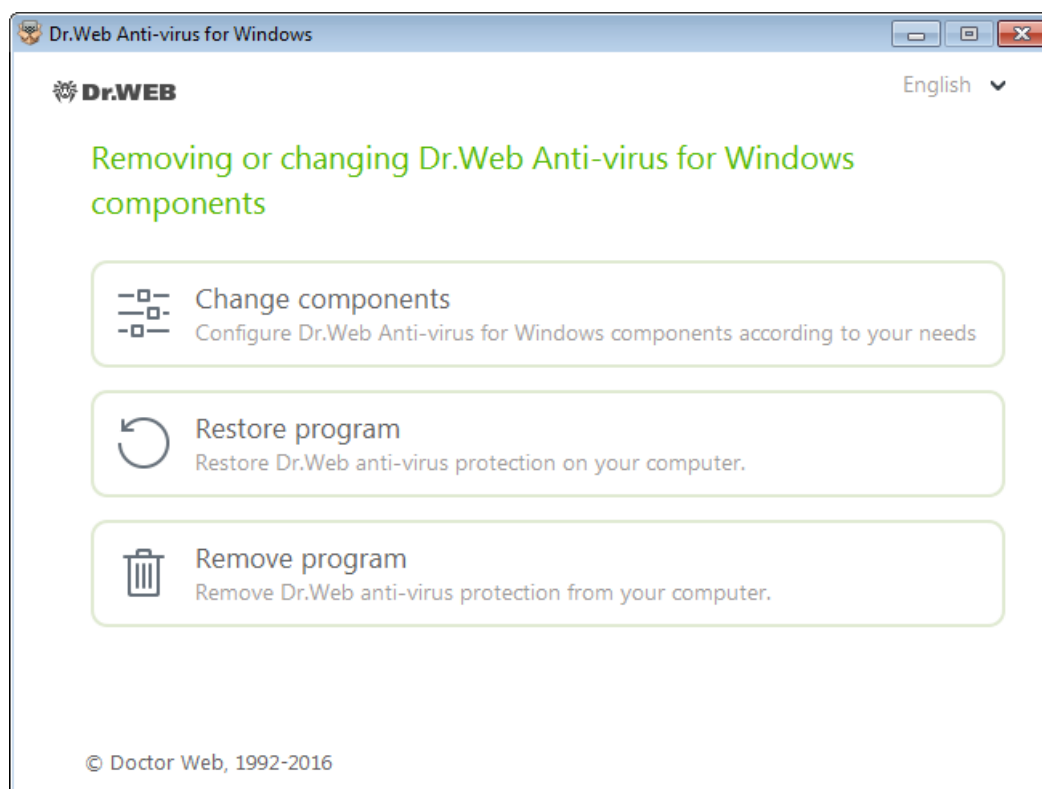 Dr.Web Anti-virus for Windows
Dr.WEB
English
Removing or changing Dr.Web Anti-virus for Windows
components
Change components
Configure Dr.Web Anti-virus for Windows components according to your needs
Restore program
Restore Dr.Web anti-virus protection on your computer.
Remove program
Remove Dr.Web anti-virus protection from your computer.
© Doctor Web, 1992-2016